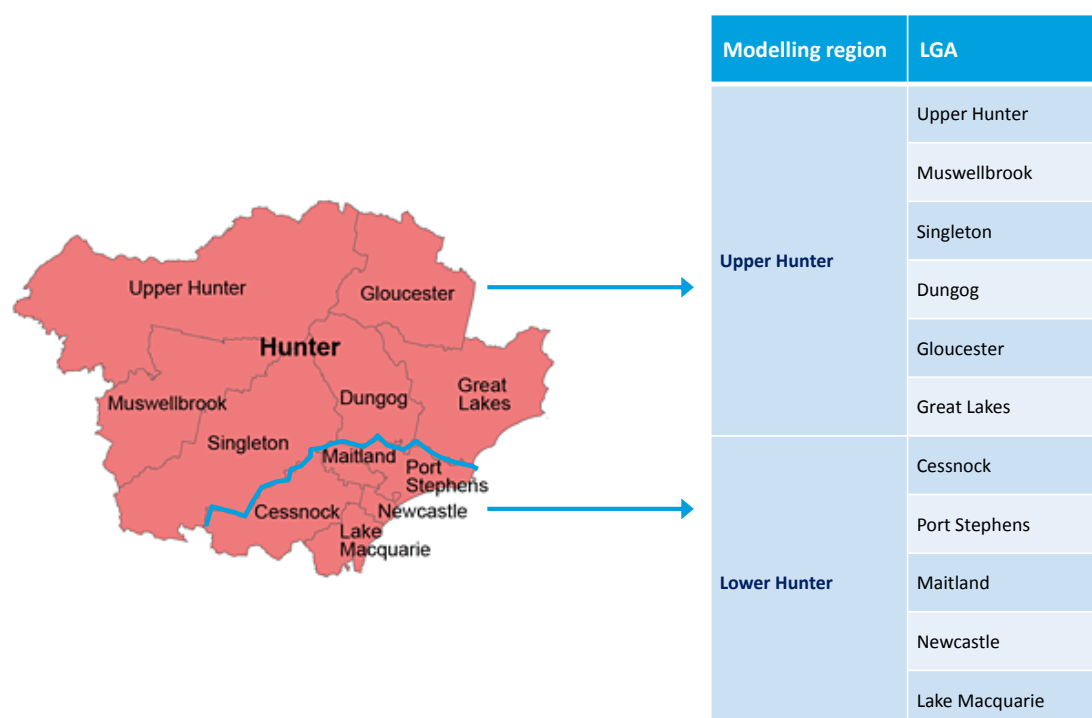 Upper Hunter
Gloucester
Hunter
Great
Lakes
Dungog
Muswellbrook
Singleton
Maitland
Port
Stephens
Cessnock
Newcastle
Lake
Macquarie
Modelling region LGA
Upper Hunter
Upper Hunter
Muswellbrook
Singleton
Dungog
Gloucester
Great Lakes
Lower Hunter
Cessnock
Port Stephens
Maitland
Newcastle
Lake Macquarie